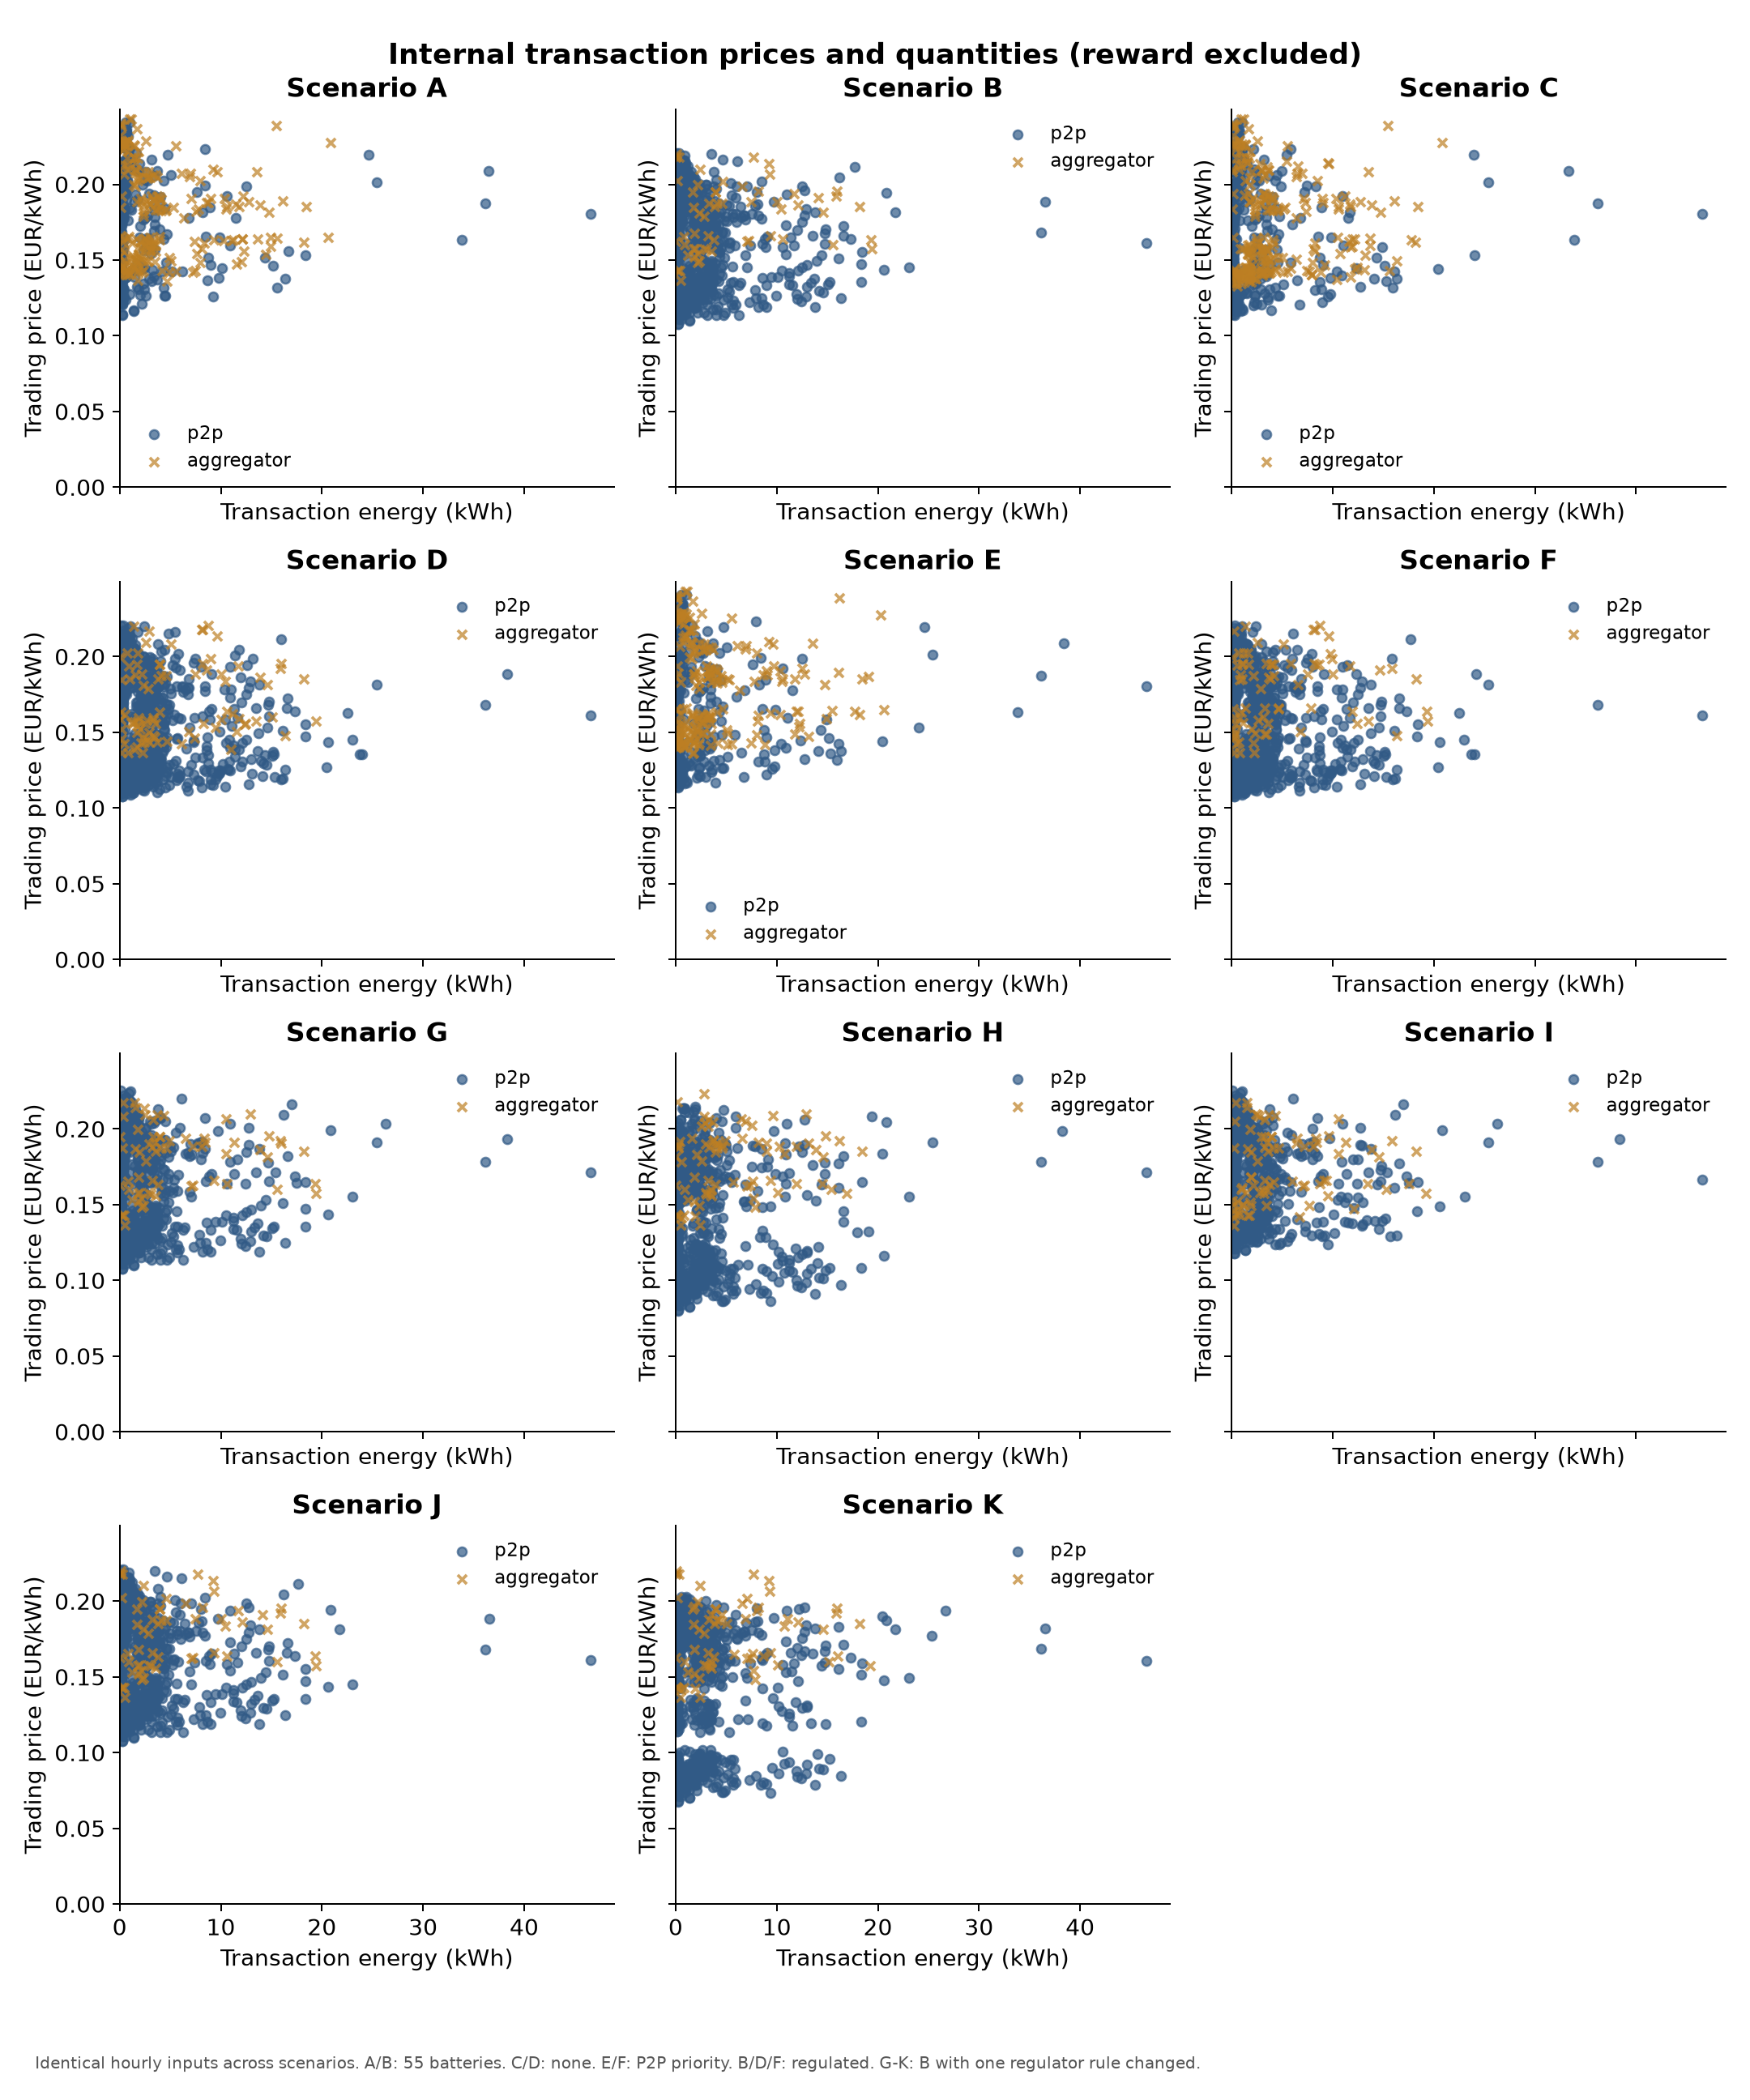 Internal transaction prices and quantities (reward excluded)
Scenario A
Scenario B
Scenario C
Trading price (EUR/kWh)
0.20
0.15
0.10
0.05
0.00
p2p
aggregator
Transaction energy (kWh)
Trading price (EUR/kWh)
p2p
aggregator
Transaction energy (kWh)
Trading price (EUR/kWh)
p2p
aggregator
Transaction energy (kWh)
Scenario D
Scenario E
Scenario F
Trading price (EUR/kWh)
0.20
0.15
0.10
0.05
0.00
p2p
aggregator
Transaction energy (kWh)
Trading price (EUR/kWh)
p2p
aggregator
Transaction energy (kWh)
Trading price (EUR/kWh)
p2p
aggregator
Transaction energy (kWh)
Scenario G
Scenario H
Scenario I
Trading price (EUR/kWh)
0.20
0.15
0.10
0.05
0.00
p2p
aggregator
Transaction energy (kWh)
Trading price (EUR/kWh)
p2p
aggregator
Transaction energy (kWh)
Trading price (EUR/kWh)
p2p
aggregator
Transaction energy (kWh)
Scenario J
Scenario K
Trading price (EUR/kWh)
0.20
0.15
0.10
0.05
0.00
p2p
aggregator
0 10 20 30 40
Transaction energy (kWh)
Trading price (EUR/kWh)
p2p
aggregator
0 10 20 30 40
Transaction energy (kWh)
Identical hourly inputs across scenarios. A/B: 55 batteries. C/D: none. E/F: P2P priority. B/D/F: regulated. G-K: B with one regulator rule changed.